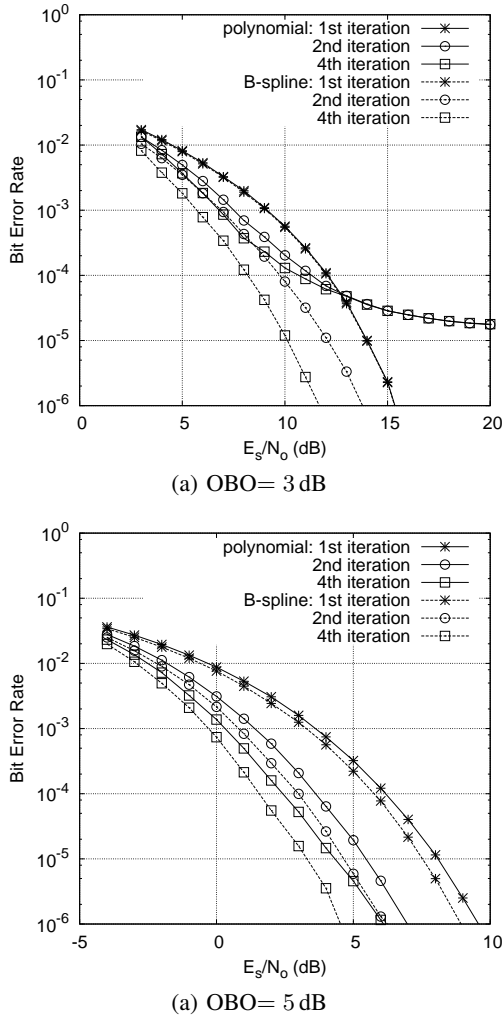 10^0
10^-1
10^-2
10^-3
10^-4
10^-5
10^-6
Bit Error Rate
polynomial: 1st iteration
2nd iteration
4th iteration
B-spline: 1st iteration
2nd iteration
4th iteration
0 5 10 15 20
E_s/N_o (dB)
(a) OBO= 3 dB
10^0
10^-1
10^-2
10^-3
10^-4
10^-5
10^-6
Bit Error Rate
polynomial: 1st iteration
2nd iteration
4th iteration
B-spline: 1st iteration
2nd iteration
4th iteration
-5 0 5 10
E_s/N_o (dB)
(a) OBO= 5 dB